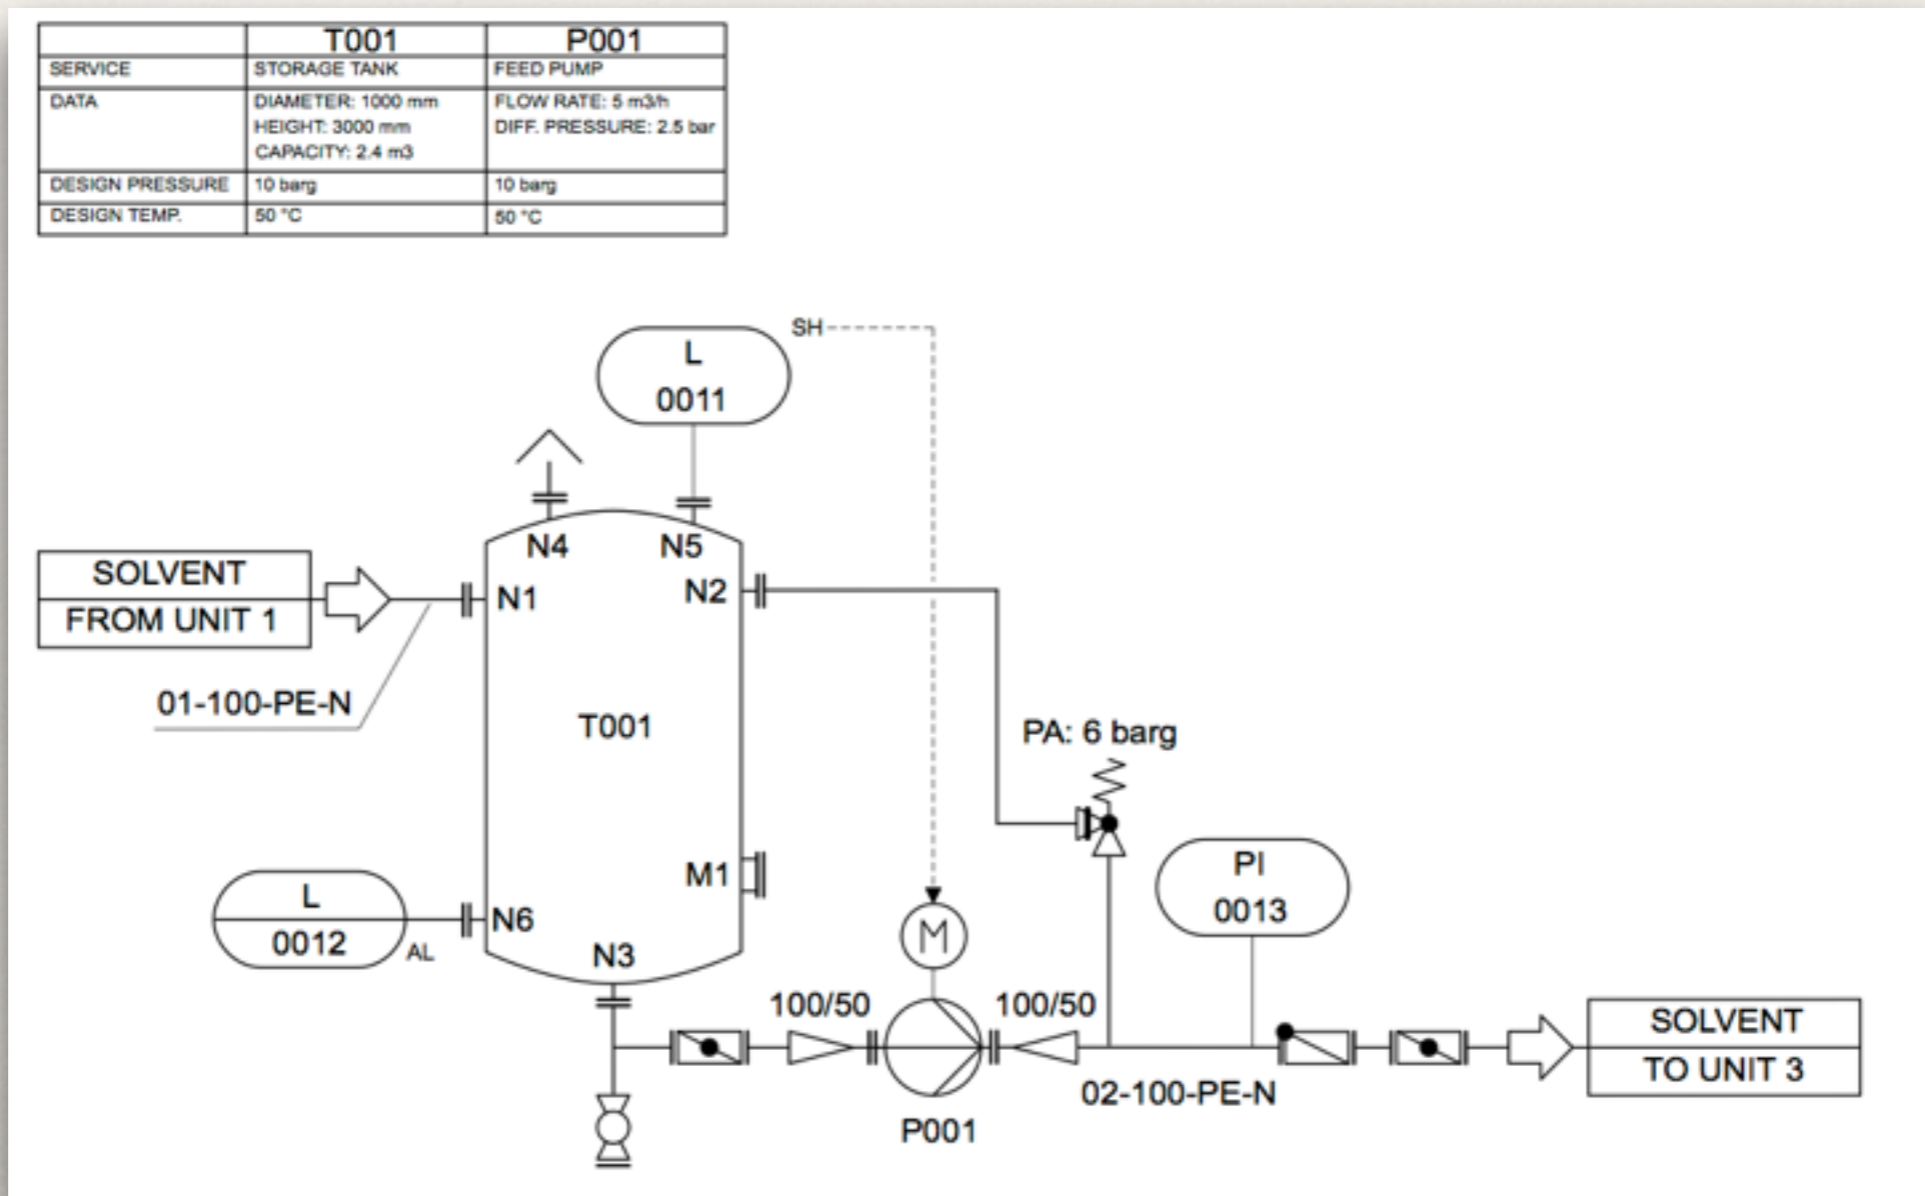 T001 P001
SERVICE STORAGE TANK FEED PUMP
DATA DIAMETER: 1000 mm FLOW RATE: 5 m3/h
HEIGHT: 3000 mm DIFF. PRESSURE: 2.5 bar
CAPACITY: 2.4 m3
DESIGN PRESSURE 10 barg 10 barg
DESIGN TEMP. 50 °C 50 °C
SH
L
0011
N4 N5
SOLVENT
FROM UNIT 1
N1
N2
01-100-PE-N
T001
PA: 6 barg
M1
PI
0013
L
0012
AL
N6
M
N3
100/50 100/50
SOLVENT
TO UNIT 3
02-100-PE-N
P001